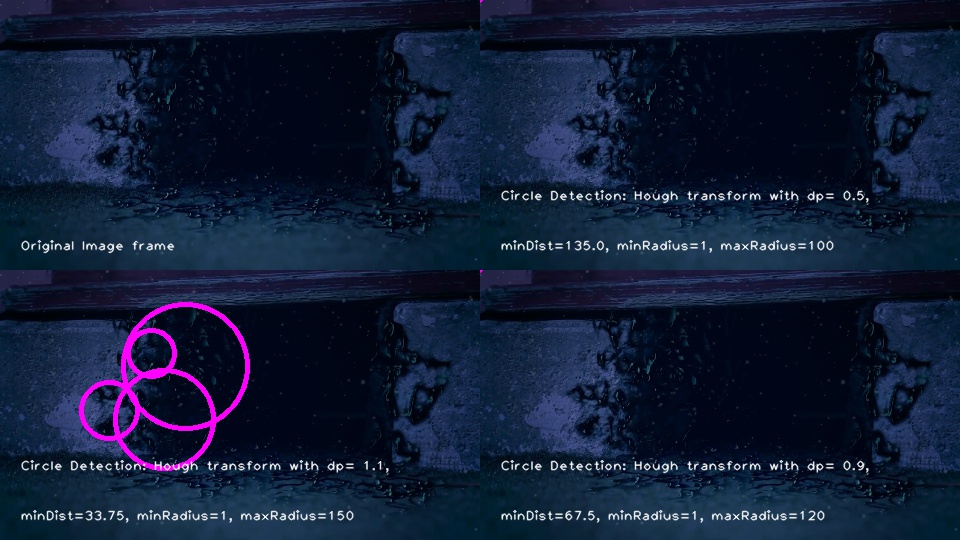 Original Image frame
Circle Detection: Hough transform with dp= 0.5,
minDist=135.0, minRadius=1, maxRadius=100
Circle Detection: Hough transform with dp= 1.1,
minDist=33.75, minRadius=1, maxRadius=150
Circle Detection: Hough transform with dp= 0.9,
minDist=67.5, minRadius=1, maxRadius=120